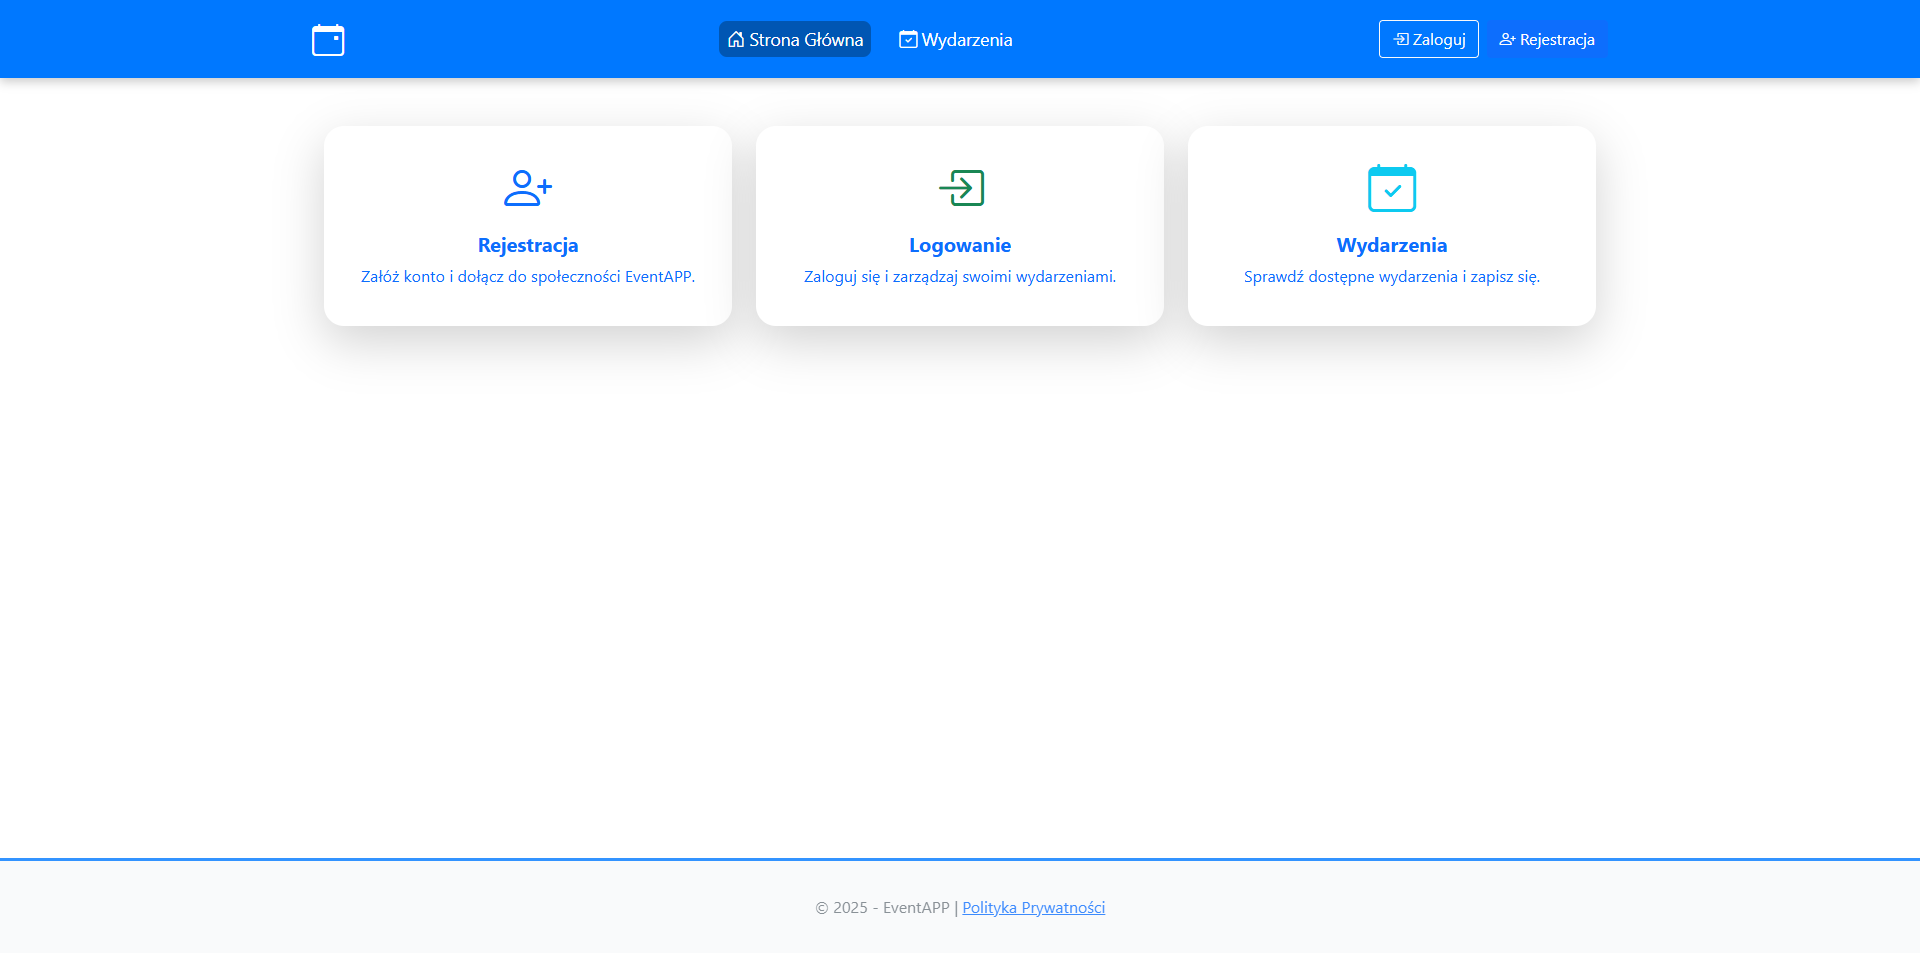 Strona Główna
Wydarzenia
Zaloguj
Rejestracja
Rejestracja
Załóż konto i dołącz do społeczności EventAPP.
Logowanie
Zaloguj się i zarządzaj swoimi wydarzeniami.
Wydarzenia
Sprawdź dostępne wydarzenia i zapisz się.
© 2025 - EventAPP | Polityka Prywatności